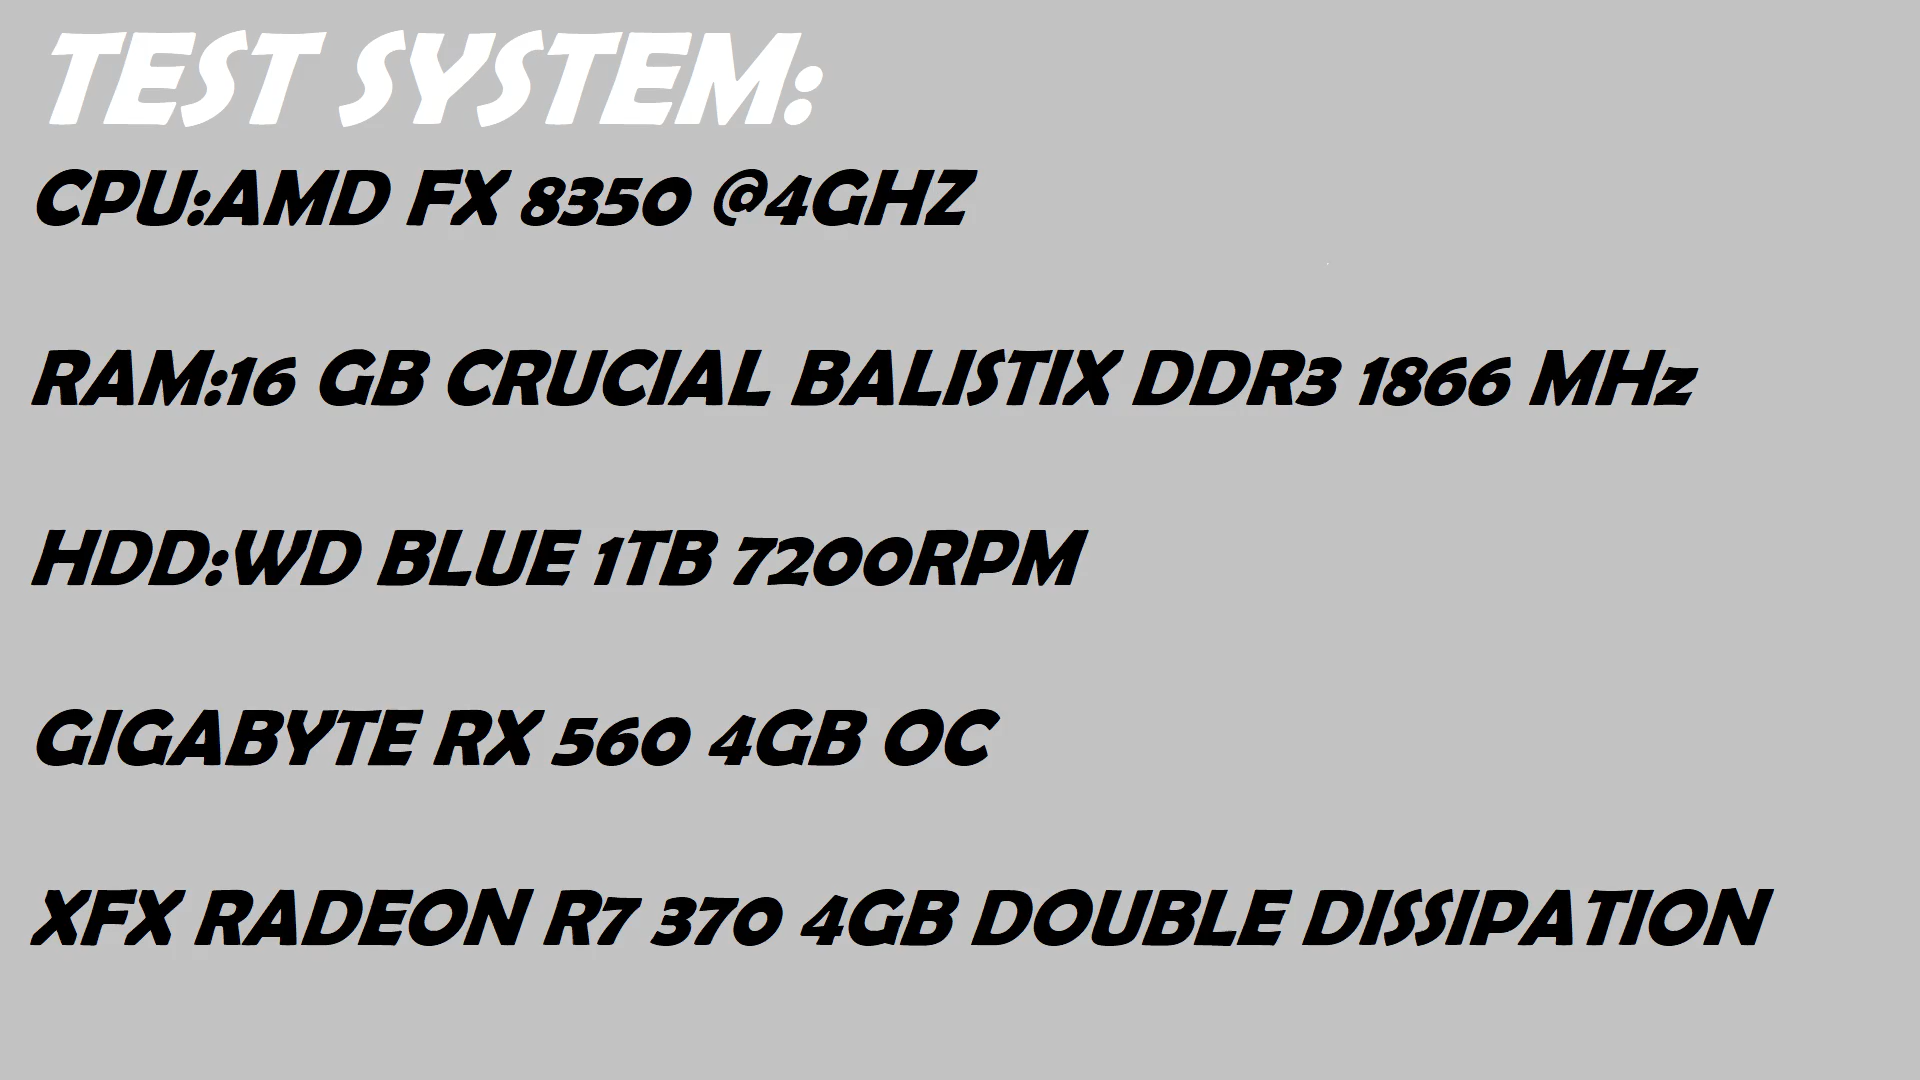 TEST SYSTEM:
CPU:AMD FX 8350 @4GHZ
RAM:16 GB CRUCIAL BALISTIX DDR3 1866 MHz
HDD:WD BLUE 1TB 7200RPM
GIGABYTE RX 560 4GB OC
XFX RADEON R7 370 4GB DOUBLE DISSIPATION